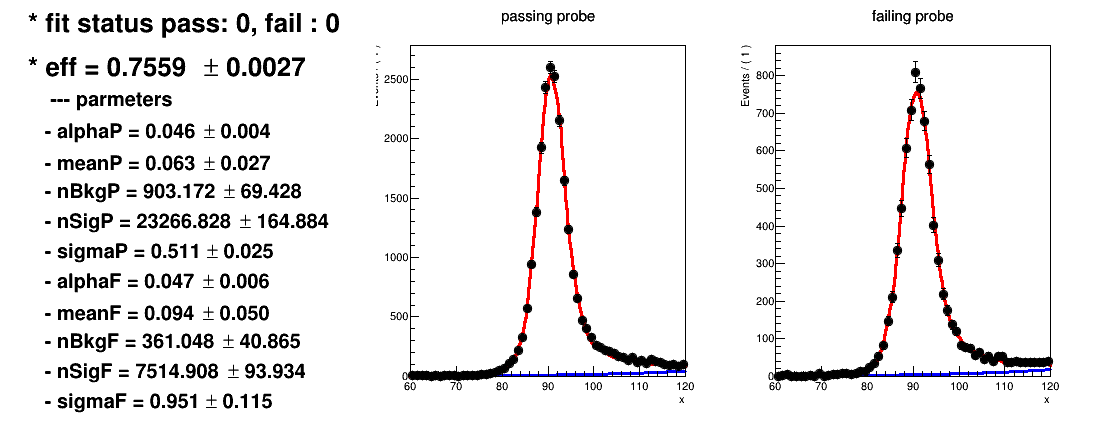 * fit status pass: 0, fail : 0
* eff = 0.7559 ± 0.0027
--- parmeters
- alphaP = 0.046 ± 0.004
- meanP = 0.063 ± 0.027
- nBkgP = 903.172 ± 69.428
- nSigP = 23266.828 ± 164.884
- sigmaP = 0.511 ± 0.025
- alphaF = 0.047 ± 0.006
- meanF = 0.094 ± 0.050
- nBkgF = 361.048 ± 40.865
- nSigF = 7514.908 ± 93.934
- sigmaF = 0.951 ± 0.115
passing probe
2500
2000
1500
1000
500
0
60 70 80 90 100 110 120
x
failing probe
Events / ( 1 )
800
700
600
500
400
300
200
100
0
60 70 80 90 100 110 120
x